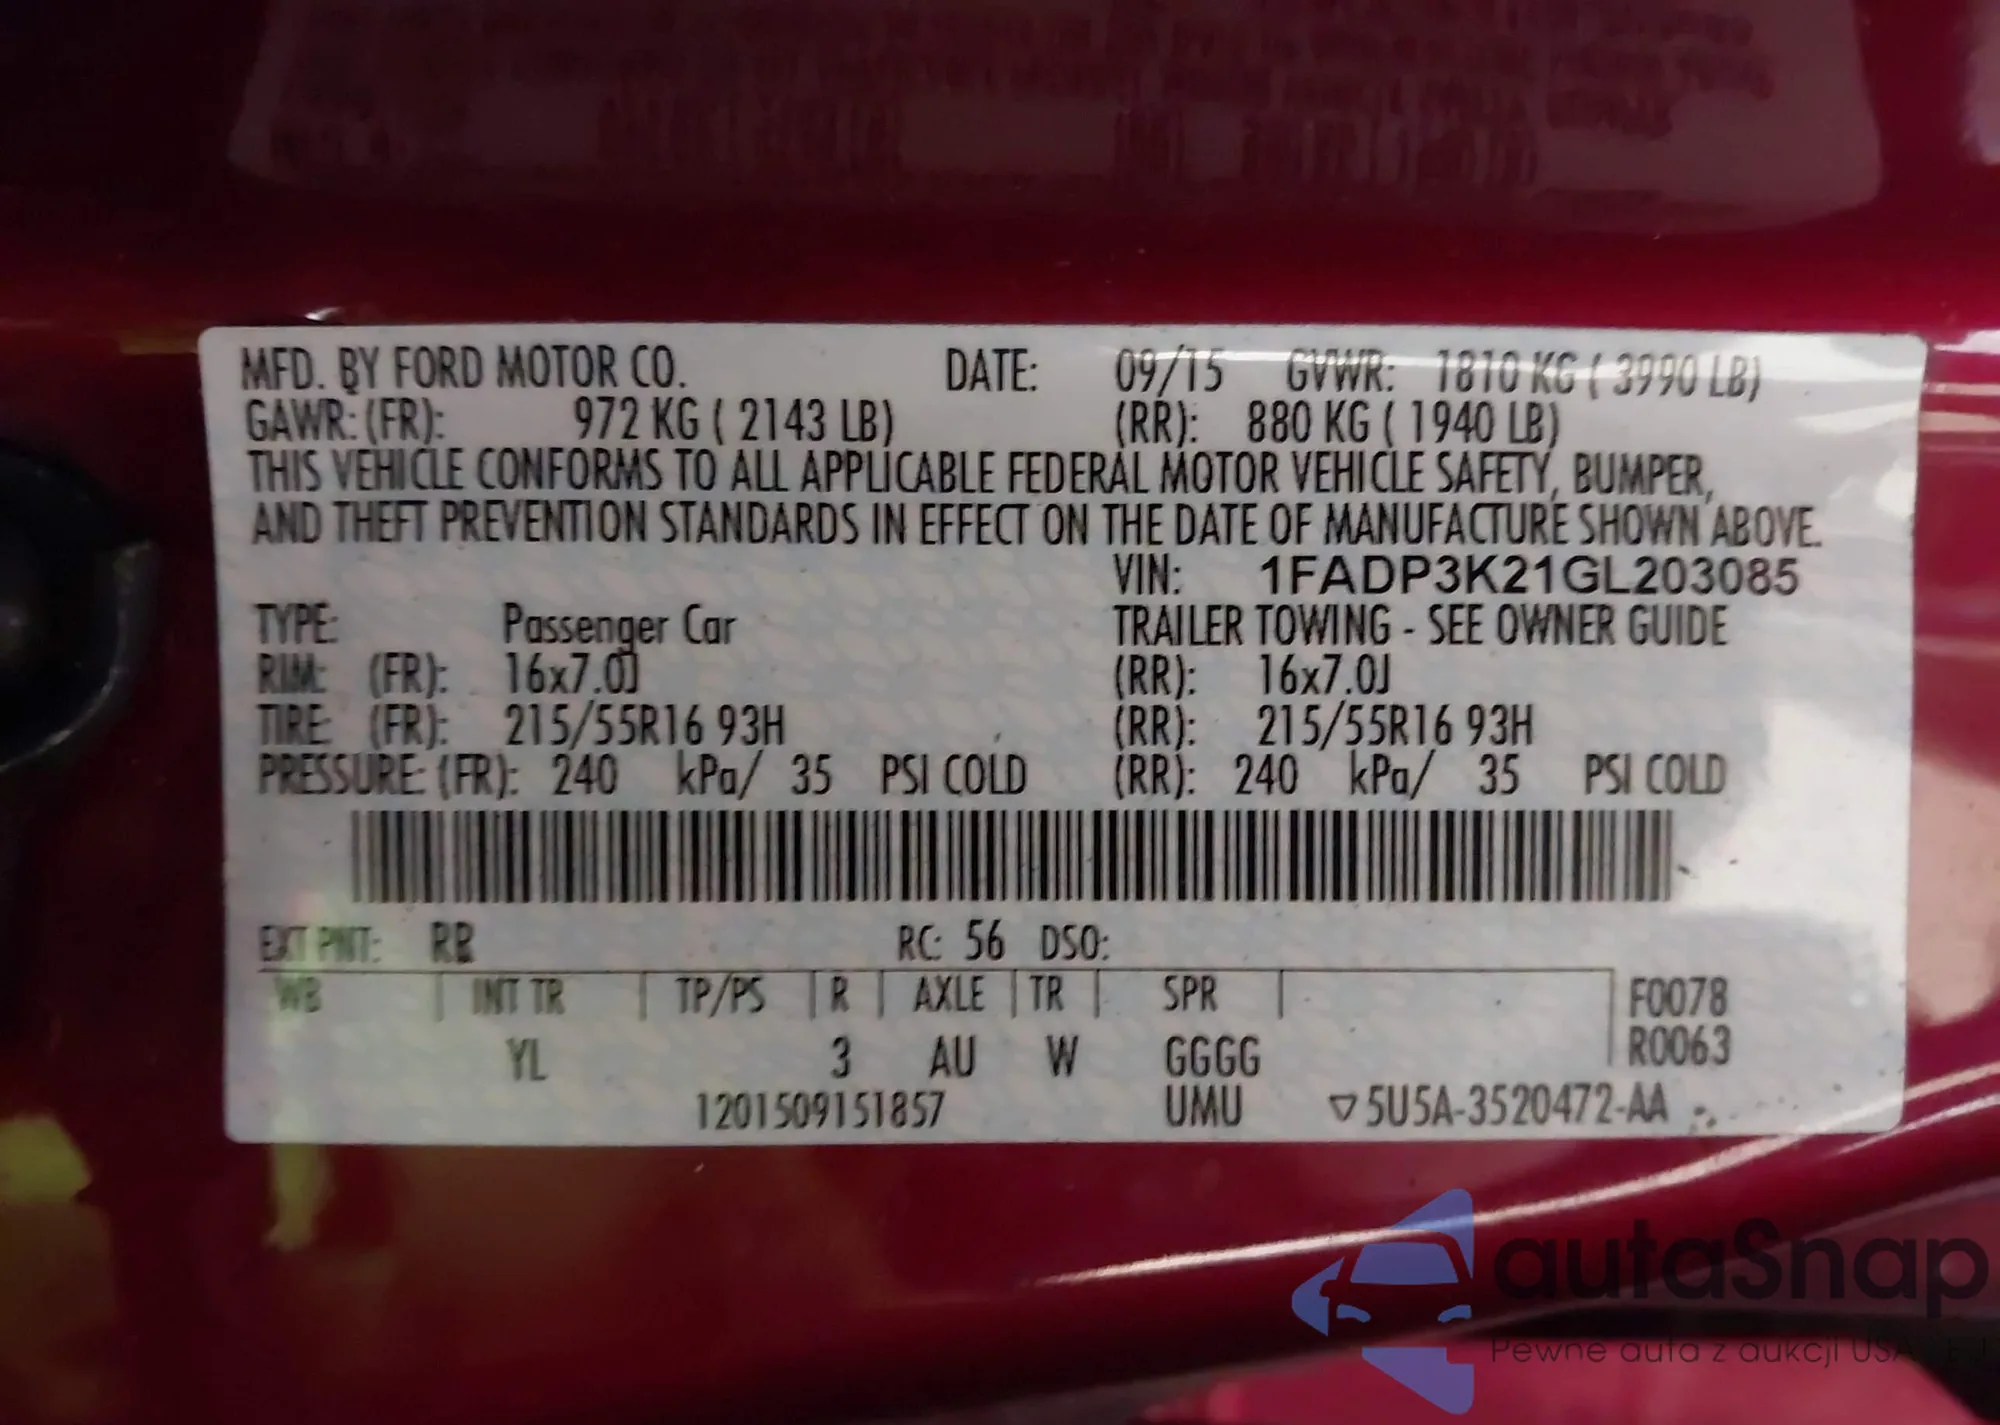 MFD. BY FORD MOTOR CO. DATE: 09/15 GVWR: 1810 KG ( 3990 LB)
GAWR: (FR): 972 KG ( 2143 LB) (RR): 880 KG ( 1940 LB)
THIS VEHICLE CONFORMS TO ALL APPLICABLE FEDERAL MOTOR VEHICLE SAFETY, BUMPER,
AND THEFT PREVENTION STANDARDS IN EFFECT ON THE DATE OF MANUFACTURE SHOWN ABOVE.
VIN: 1FADP3K21GL203085
TYPE: Passenger Car TRAILER TOWING - SEE OWNER GUIDE
RIM: (FR): 16x7.0J (RR): 16x7.0J
TIRE: (FR): 215/55R16 93H (RR): 215/55R16 93H
PRESSURE: (FR): 240 kPa/ 35 PSI COLD (RR): 240 kPa/ 35 PSI COLD
EXT PNT: RR RC: 56 DSO:
WB | INT TR | TP/PS | R | AXLE | TR | SPR | F0078
R0063
YL 3 AU W GGGG
1201509151857 UMU ▽5U5A-3520472-AA
autaSnap
Pewne auta z aukcji USA